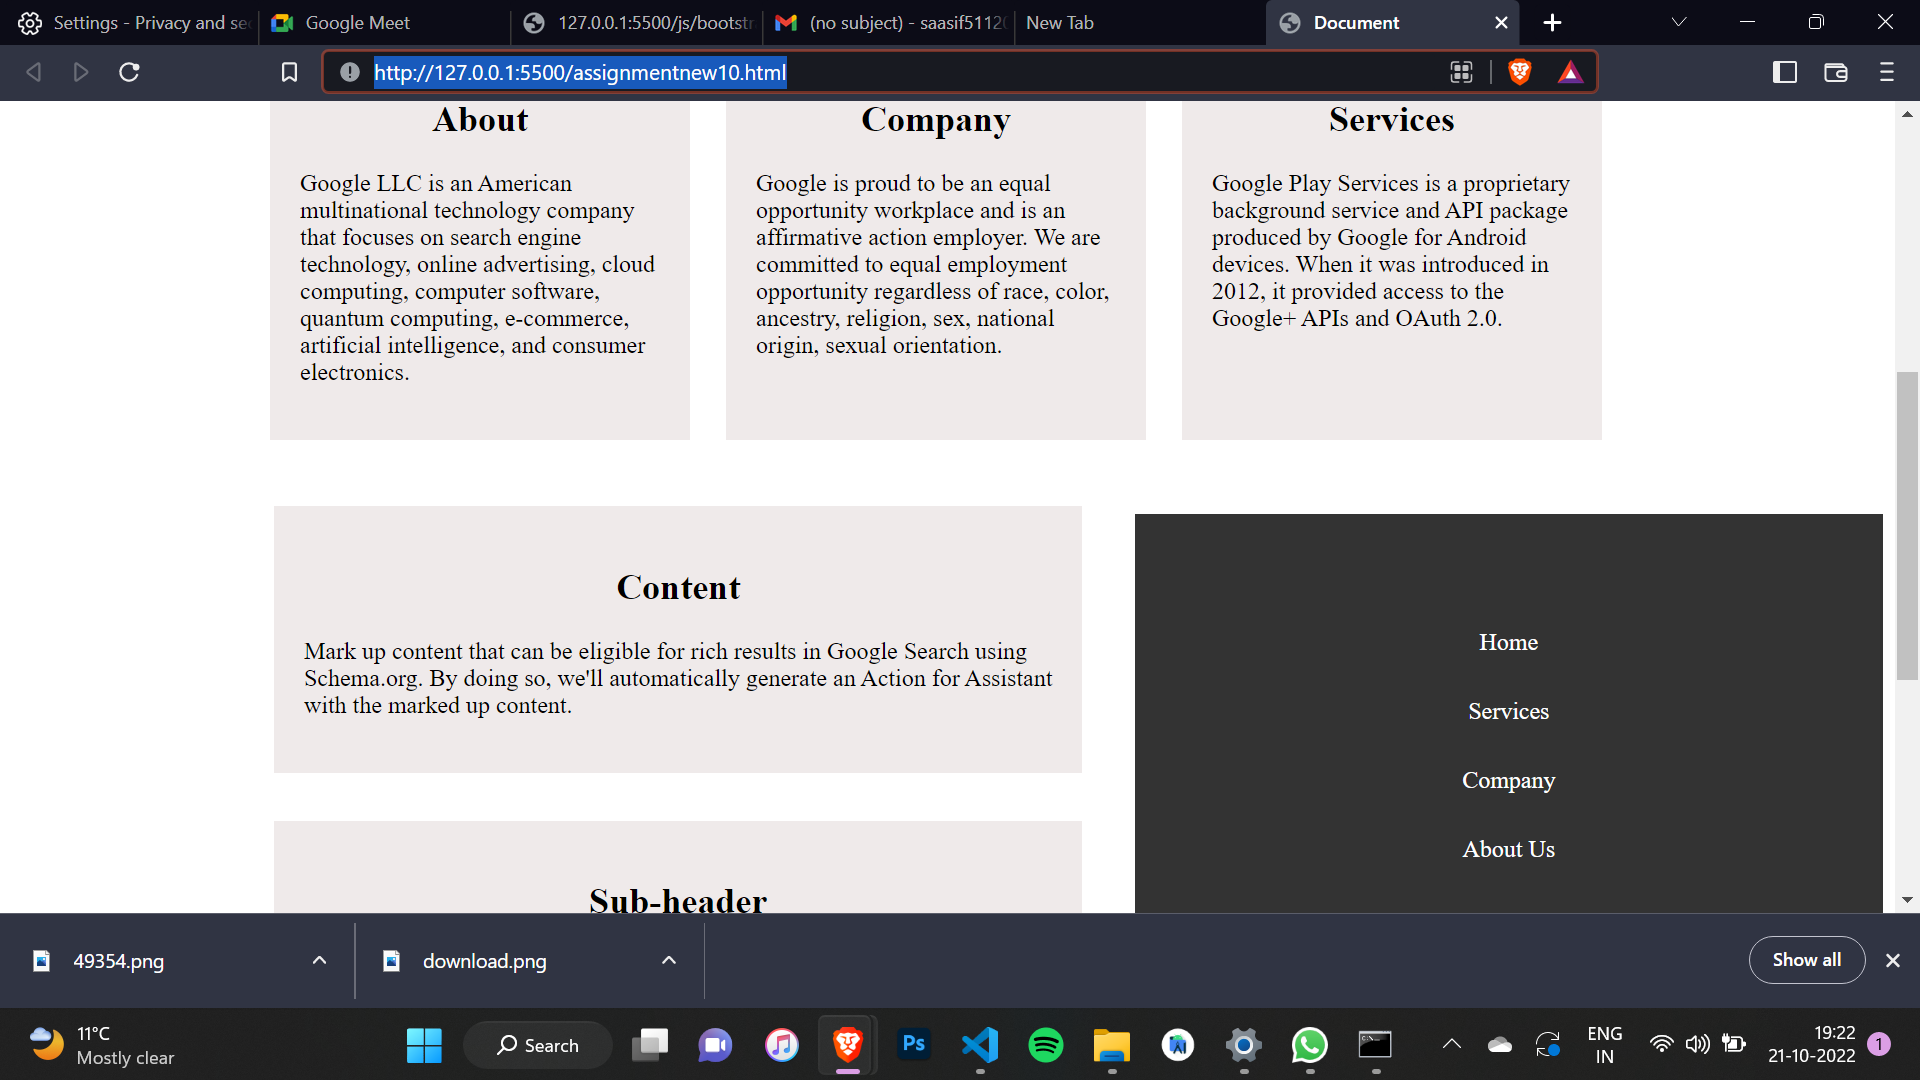 Settings - Privacy and se
Google Meet
127.0.0.1:5500/js/bootstr
(no subject) - saasif5112
New Tab
Document
http://127.0.0.1:5500/assignmentnew10.html
About
Google LLC is an American
multinational technology company
that focuses on search engine
technology, online advertising, cloud
computing, computer software,
quantum computing, e-commerce,
artificial intelligence, and consumer
electronics.
Company
Google is proud to be an equal
opportunity workplace and is an
affirmative action employer. We are
committed to equal employment
opportunity regardless of race, color,
ancestry, religion, sex, national
origin, sexual orientation.
Services
Google Play Services is a proprietary
background service and API package
produced by Google for Android
devices. When it was introduced in
2012, it provided access to the
Google+ APIs and OAuth 2.0.
Content
Mark up content that can be eligible for rich results in Google Search using
Schema.org. By doing so, we'll automatically generate an Action for Assistant
with the marked up content.
Sub-header
Home
Services
Company
About Us
49354.png
download.png
Show all
11°C
Mostly clear
Search
Ps
ENG
IN
19:22
21-10-2022
1